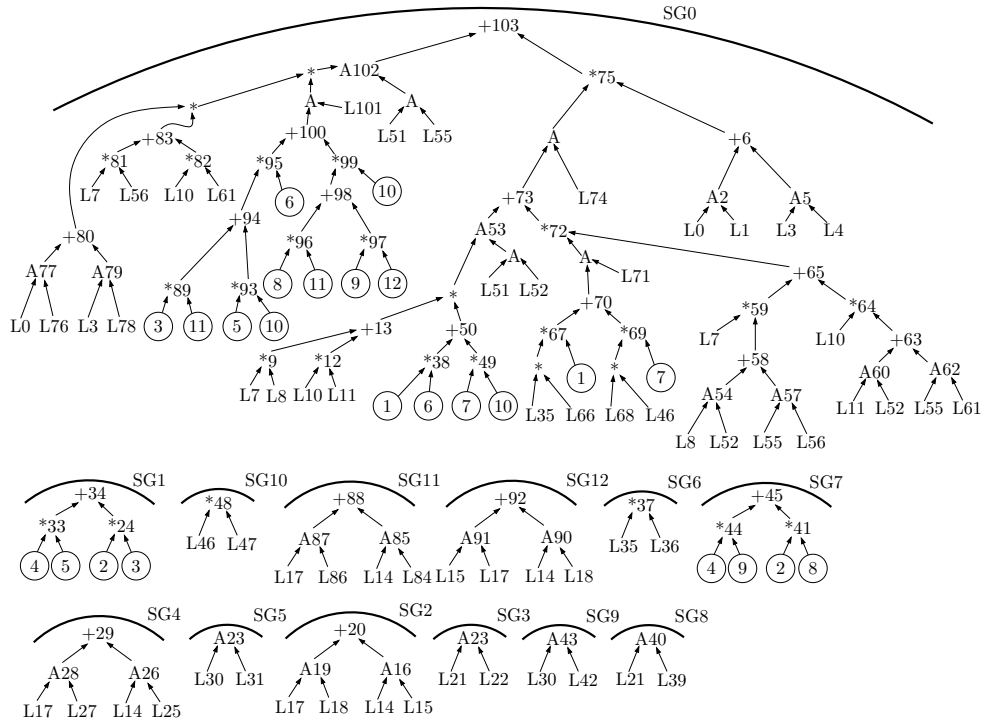 SG0
+103
* A102 *75
* A L101 A
+83 +100 L51 L55 A +6
*81 *82 *95 *99
L7 L56 L10 L61 6 +98 10 +73 L74 A2 A5
+94 A53 *72 L0 L1 L3 L4
+80 *96 *97 A A L71 +65
A77 A79 *89 *93 8 11 9 12 * L51 L52 +70 *59 *64
L0 L76 L3 L78 3 11 5 10 +13 +50 *67 *69 L7 L10 +63
*9 *12 *38 *49 * 1 * 7 +58 A60 A62
L7 L8 L10 L11 1 6 7 10 L35 L66 L68 L46 A54 A57 L11 L52 L55 L61
L8 L52 L55 L56
SG1 SG10 SG11 SG12 SG6 SG7
+34 *48 +88 +92 *37 +45
*33 *24 L46 L47 A87 A85 A91 A90 L35 L36 *44 *41
4 5 2 3 L17 L86 L14 L84 L15 L17 L14 L18 4 9 2 8
SG4 SG5 SG2 SG3 SG9 SG8
+29 A23 +20 A23 A43 A40
A28 A26 L30 L31 A19 A16 L21 L22 L30 L42 L21 L39
L17 L27 L14 L25 L17 L18 L14 L15